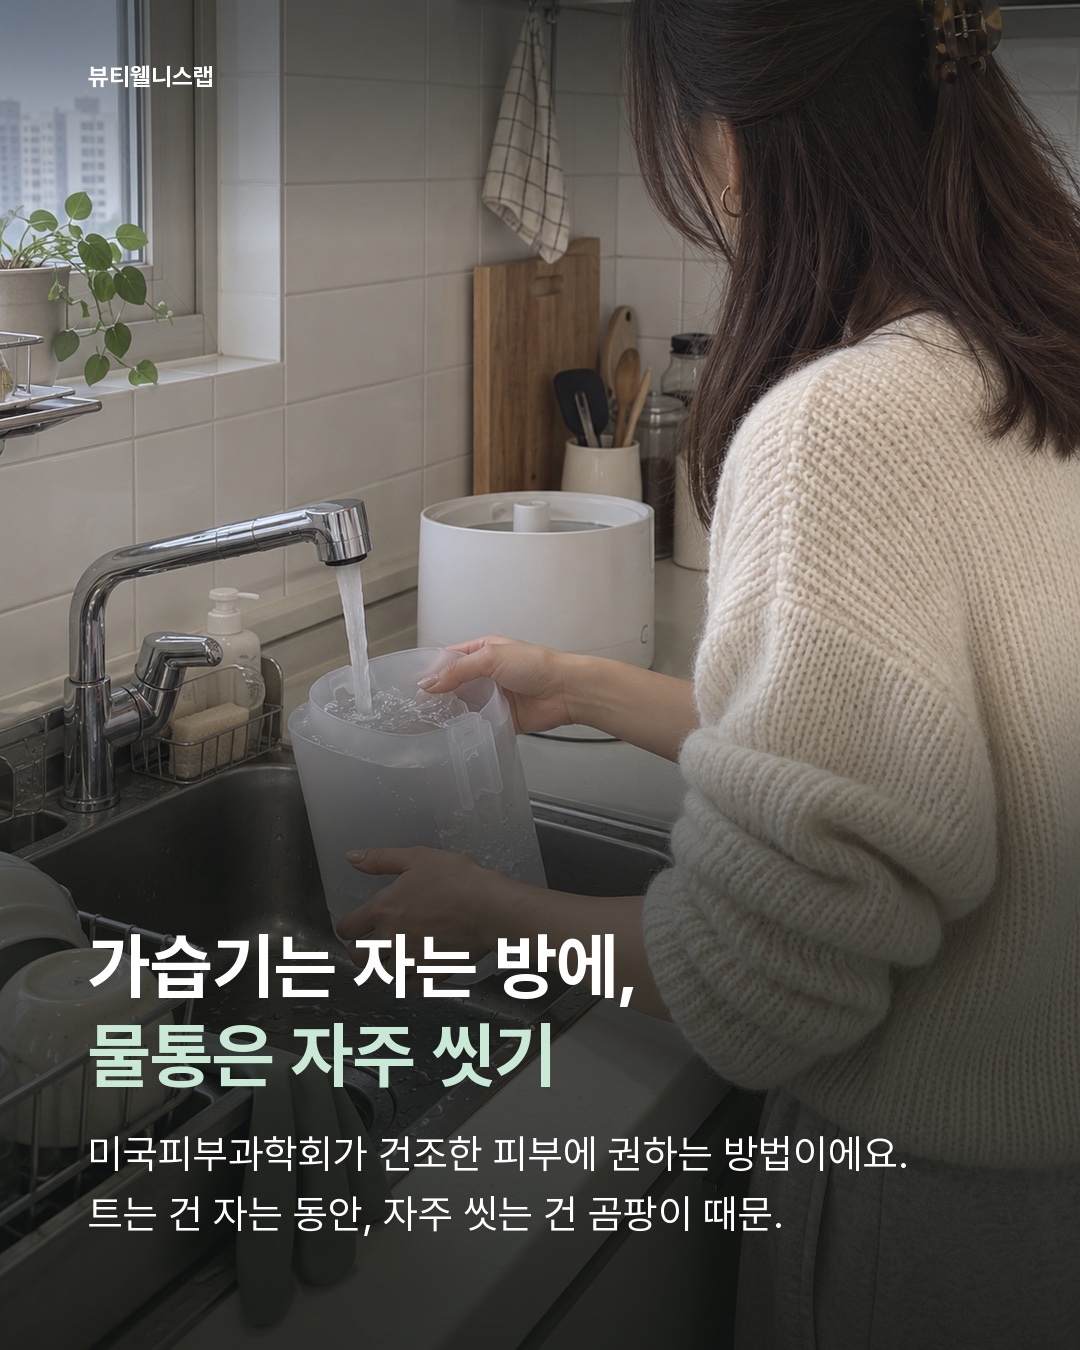 뷰티웰니스랩
가습기는 자는 방에,
물통은 자주 씻기
미국피부과학회가 건조한 피부에 권하는 방법이에요.
트는 건 자는 동안, 자주 씻는 건 곰팡이 때문.